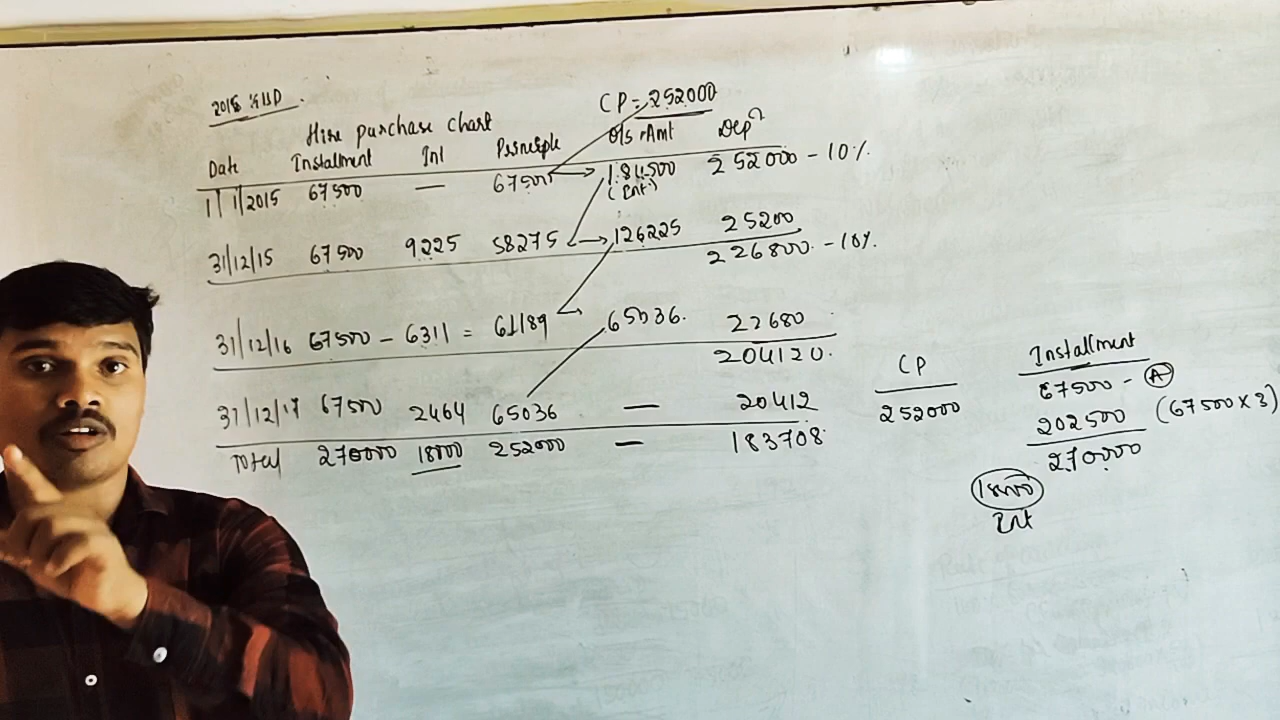 CP = 252000
Hire purchase chart
Date Installment Int Prsneple O/s Amt Depn
1/1/2015 67500 — 67500 184500 252000 - 10%
(Int)
31/12/15 67500 9225 58275 126225 25200
226800 - 10%
31/12/16 67500 - 6311 = 61189 65036 22680
204120
31/12/17 67500 2464 65036 — 20412
Total 270000 18000 252000 — 183708
CP Installment
252000 67500 - A
202500 (67500 x 3)
270000
18000
Int